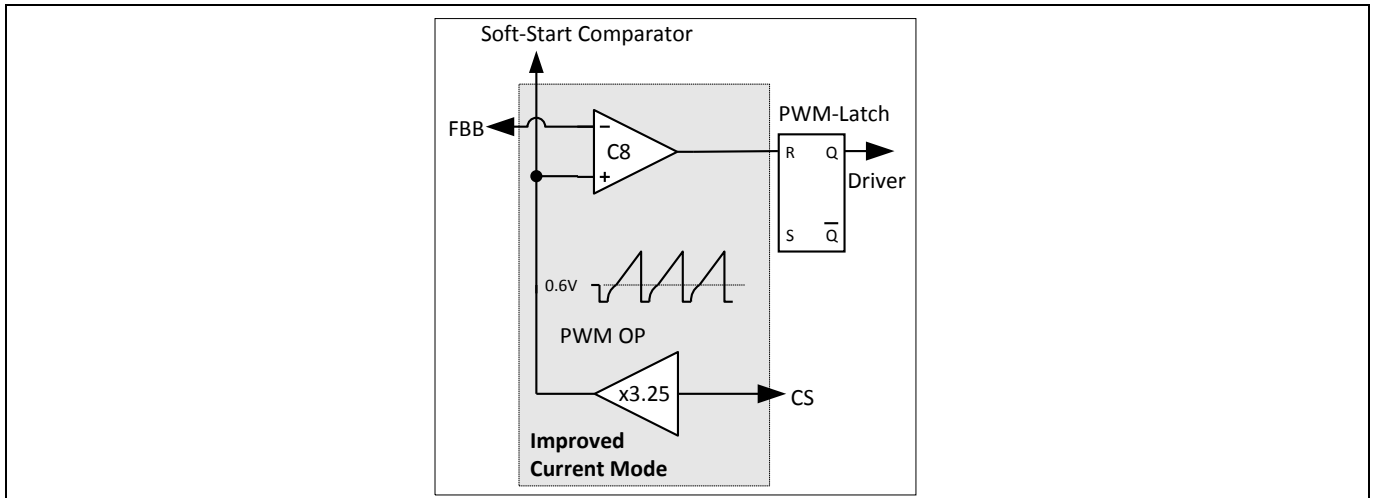 Soft-Start Comparator
FBB
−
C8
+
PWM-Latch
R Q
Driver
S Q̅
0.6V
PWM OP
x3.25
CS
Improved
Current Mode